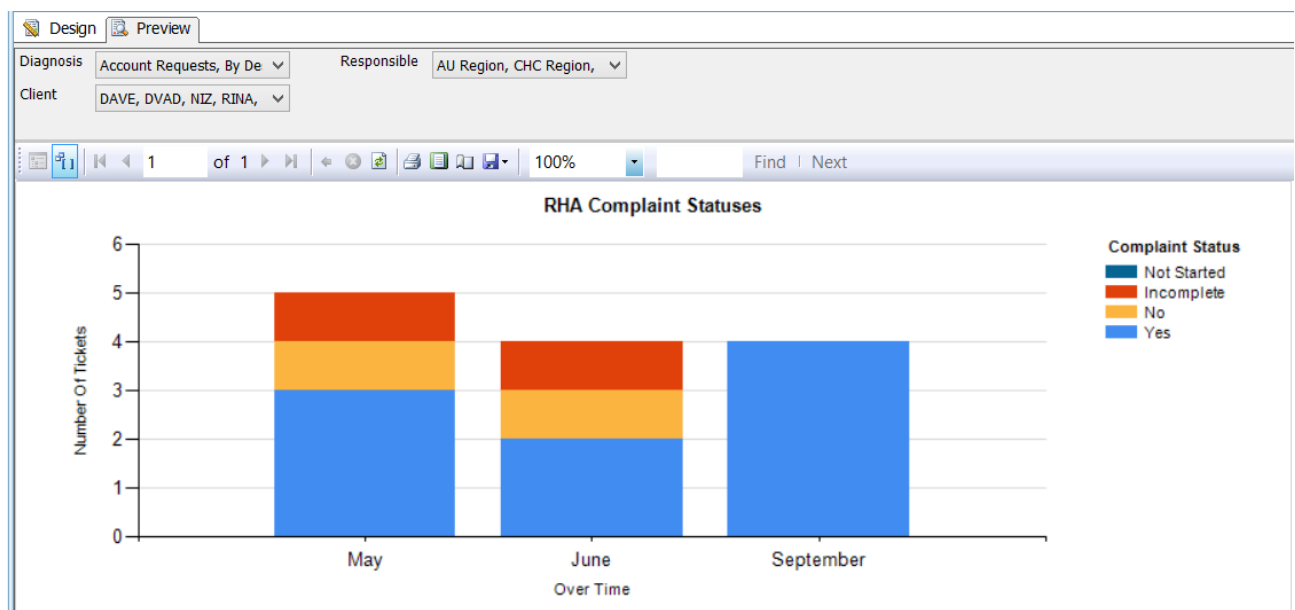 Design Preview
Diagnosis Account Requests, By De Responsible AU Region, CHC Region,
Client DAVE, DVAD, NIZ, RINA,
1 of 1 100% Find | Next
RHA Complaint Statuses
Complaint Status
Not Started
Incomplete
No
Yes
Number Of Tickets
6
5
4
3
2
1
0
May June September
Over Time